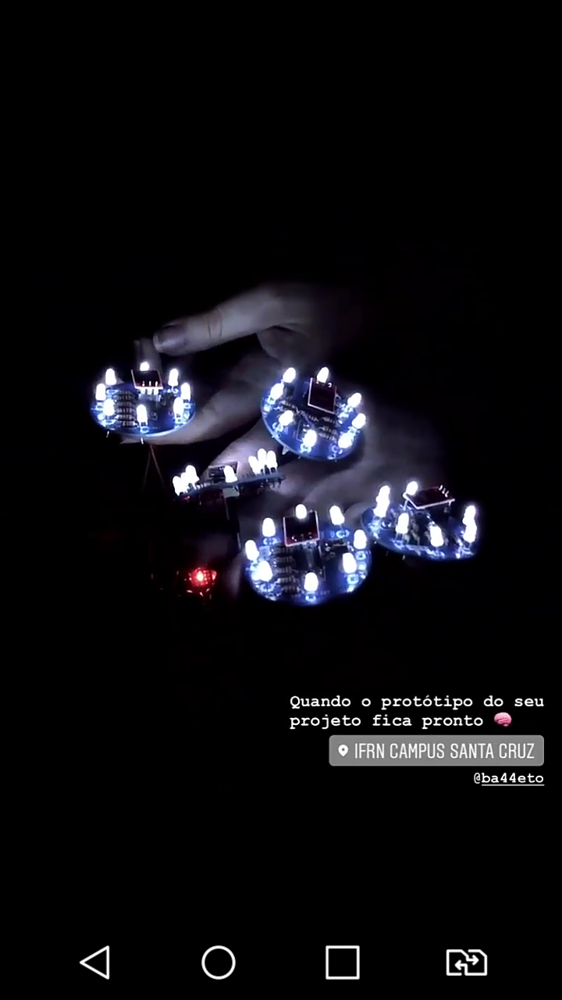 Quando o protótipo do seu
projeto fica pronto 🧠
IFRN CAMPUS SANTA CRUZ
@ba44eto